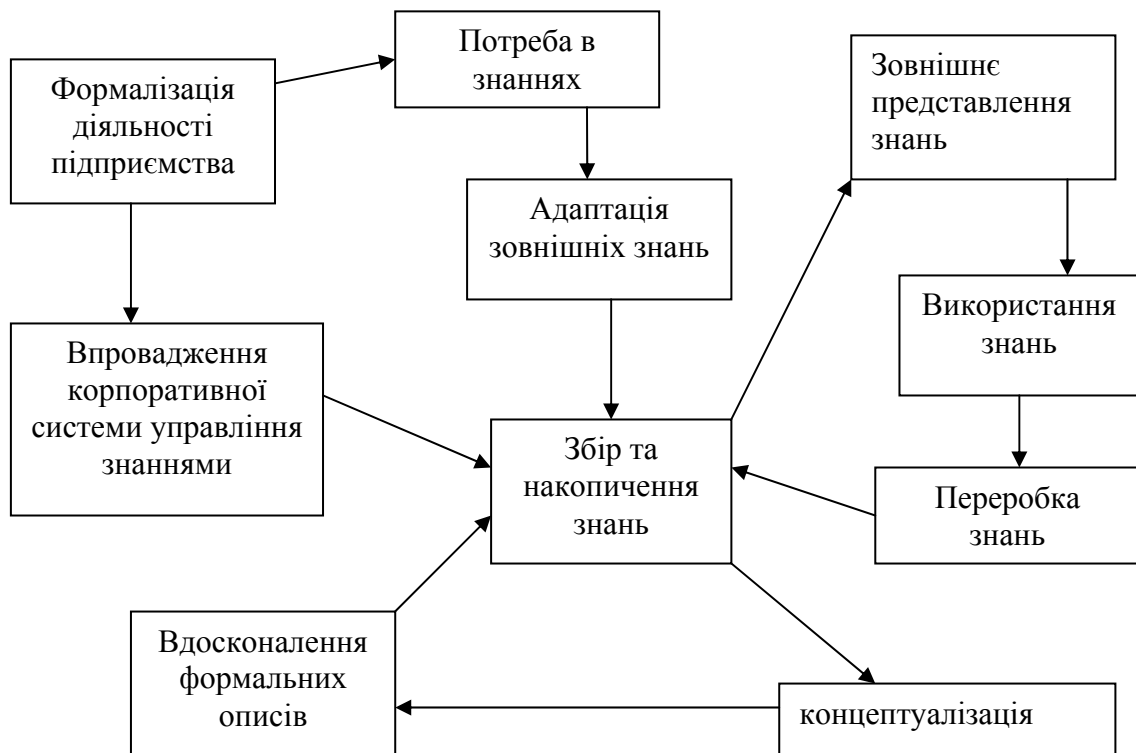 Формалізація
діяльності
підприємства
Потреба в
знаннях
Зовнішнє
представлення
знань
Адаптація
зовнішніх знань
Використання
знань
Впровадження
корпоративної
системи управління
знаннями
Збір та
накопичення
знань
Переробка
знань
Вдосконалення
формальних
описів
концептуалізація